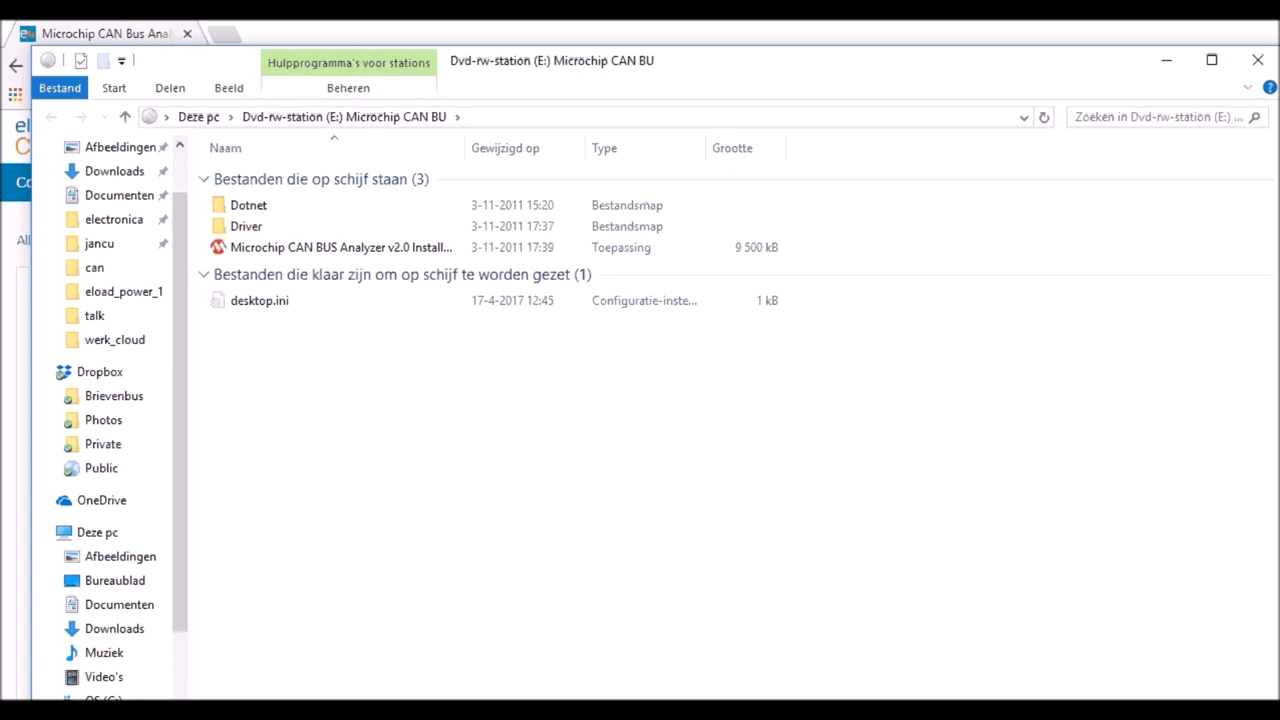 Microchip CAN Bus Anal
Hulpprogramma's voor stations
Dvd-rw-station (E:) Microchip CAN BU
Bestand
Start
Delen
Beeld
Beheren
Deze pc
Dvd-rw-station (E:) Microchip CAN BU
Zoeken in Dvd-rw-station (E:) ...
el
C
Co
All
Afbeeldingen
Downloads
Documenten
electronica
jancu
can
eload_power_1
talk
werk_cloud
Dropbox
Brievenbus
Photos
Private
Public
OneDrive
Deze pc
Afbeeldingen
Bureaublad
Documenten
Downloads
Muziek
Video's
OS (C:)
Naam
Gewijzigd op
Type
Grootte
Bestanden die op schijf staan (3)
Dotnet
3-11-2011 15:20
Bestandsmap
Driver
3-11-2011 17:37
Bestandsmap
Microchip CAN BUS Analyzer v2.0 Install...
3-11-2011 17:39
Toepassing
9 500 kB
Bestanden die klaar zijn om op schijf te worden gezet (1)
desktop.ini
17-4-2017 12:45
Configuratie-inste...
1 kB